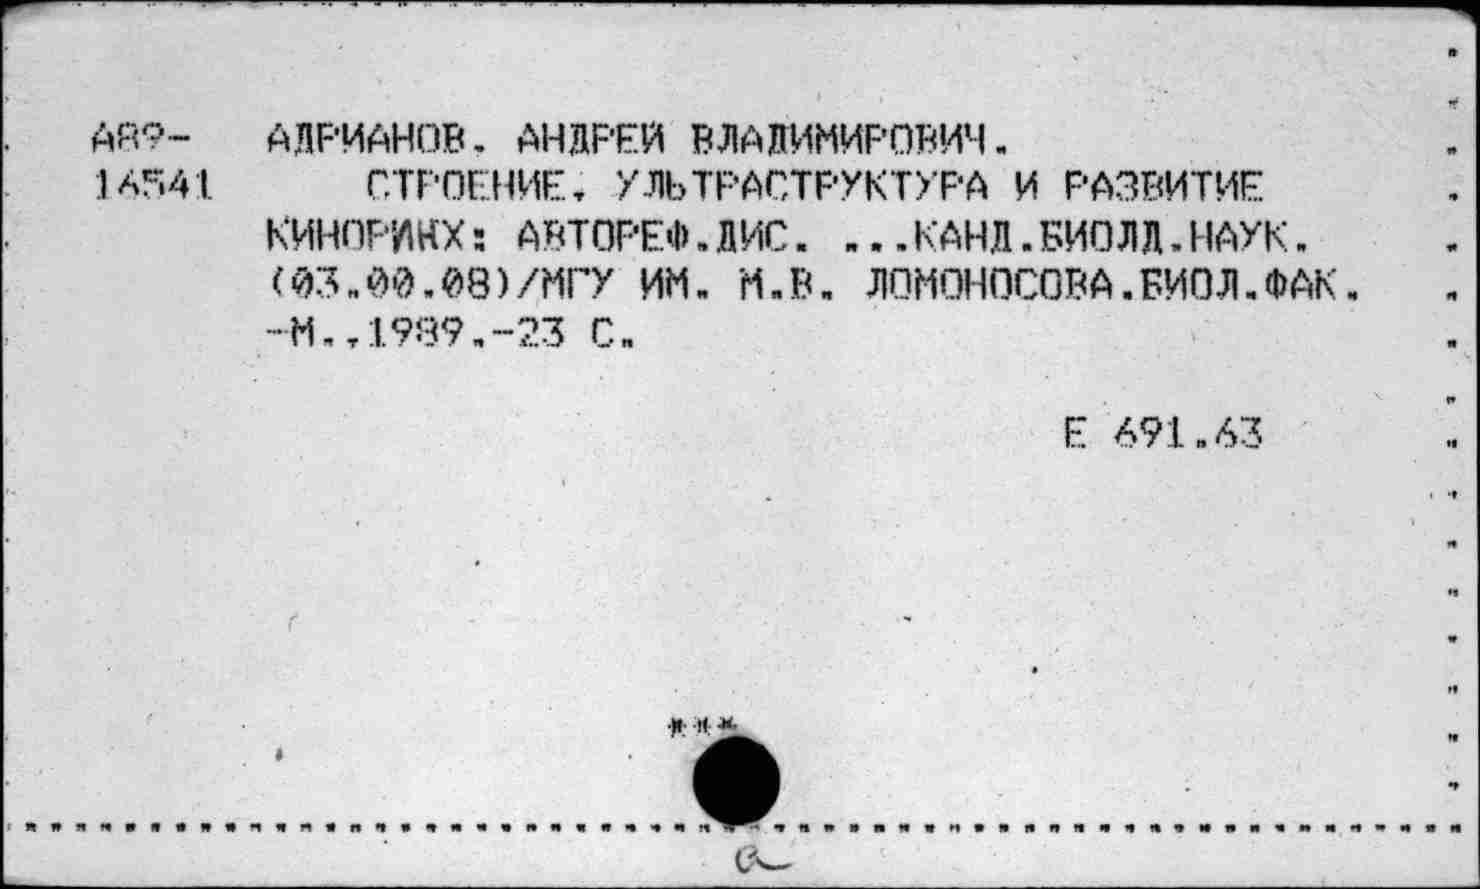 А89- АДРИАНОВ, АНДРЕЙ ВЛАДИМИРОВИЧ.
16541 СТРОЕНИЕ, УЛЬТРАСТРУКТУРА И РАЗВИТИЕ
КИНОРИНХ: АВТОРЕФ.ДИС. ...КАНД.БИОЛД.НАУК.
(03.00.08)/МГУ ИМ. М.В. ЛОМОНОСОВА.БИОЛ.ФАК.
-М.,1989.-23 С.
Е 691.63
***